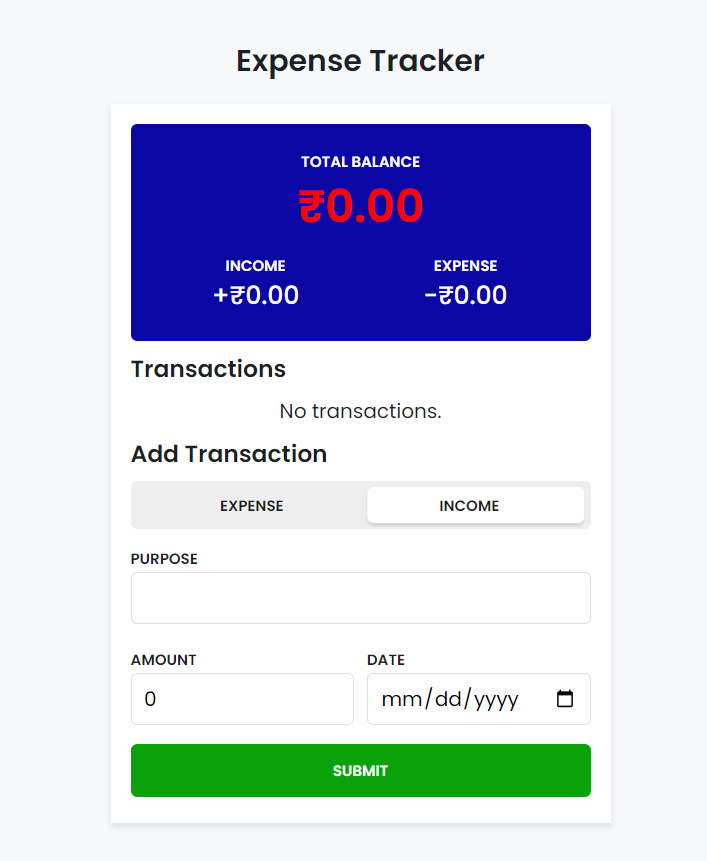 Expense Tracker
TOTAL BALANCE
₹0.00
INCOME EXPENSE
+₹0.00 -₹0.00
Transactions
No transactions.
Add Transaction
EXPENSE INCOME
PURPOSE
AMOUNT DATE
0 mm/dd/yyyy
SUBMIT